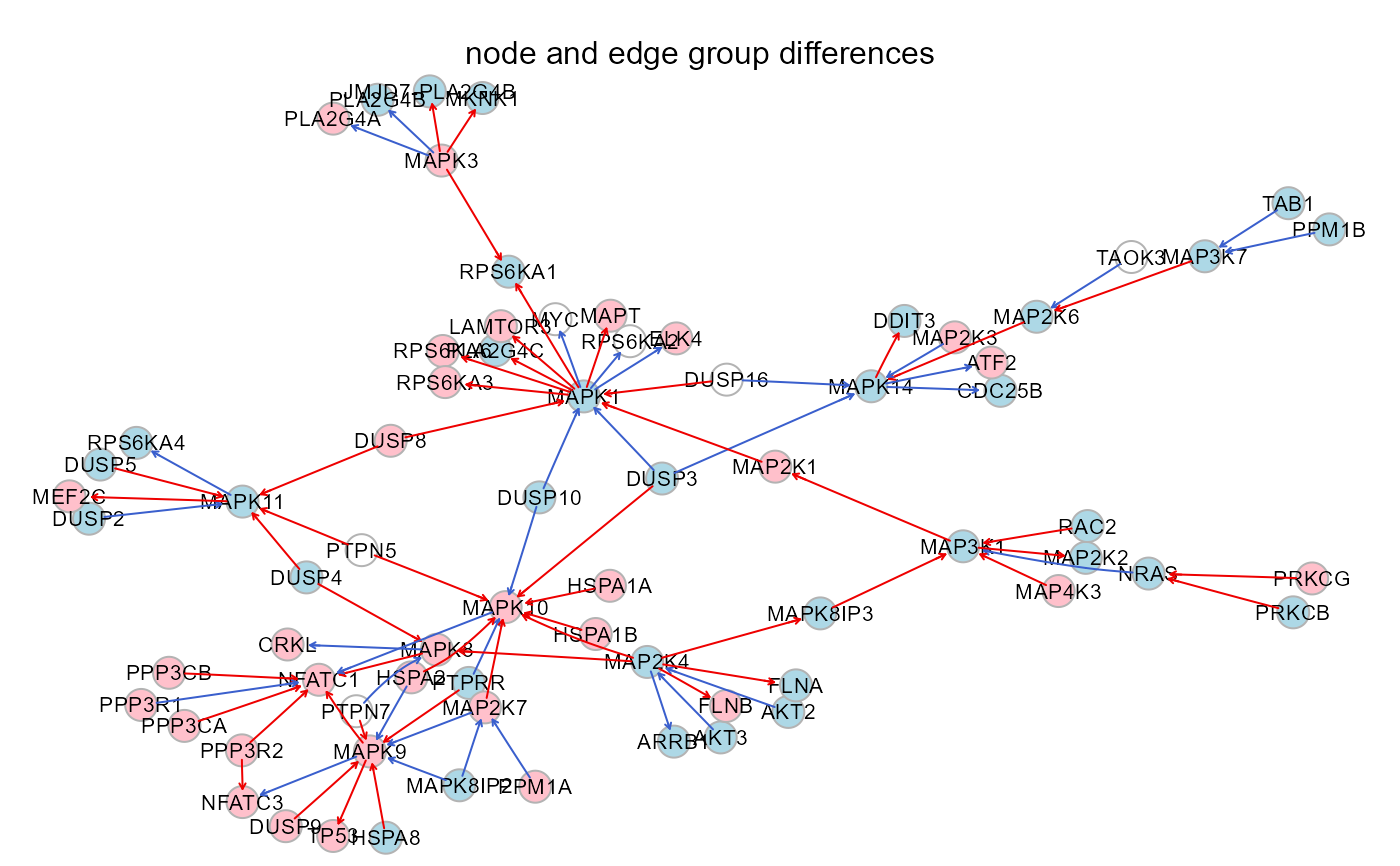 node and edge group differences
JMJD7-PLA2G4B
PLA2G4B
MKNK1
PLA2G4A
MAPK3
TAB1
PPM1B
TAOK3
MAP3K7
RPS6KA1
MYC
MAPT
LAMTOR3
MAP2K6
DDIT3
MAP2K3
RPS6KA2
ELK4
RPS6KA6
PLA2G4C
ATF2
RPS6KA3
DUSP16
MAPK14
CDC25B
MAPK1
DUSP8
RPS6KA4
DUSP5
MAP2K1
DUSP3
MEF2C
MAPK11
DUSP10
DUSP2
RAC2
PTPN5
MAP3K1
MAP2K2
DUSP4
NRAS
PRKCG
HSPA1A
MAP4K3
MAPK10
MAPK8IP3
PRKCB
HSPA1B
CRKL
MAPK8
MAP2K4
PPP3CB
NFATC1
HSPA2
PTPRR
FLNA
PPP3R1
PTPN7
MAP2K7
FLNB
AKT2
PPP3CA
PPP3R2
MAPK9
ARRB1
AKT3
MAPK8IP2
PPM1A
NFATC3
DUSP9
TP53
HSPA8